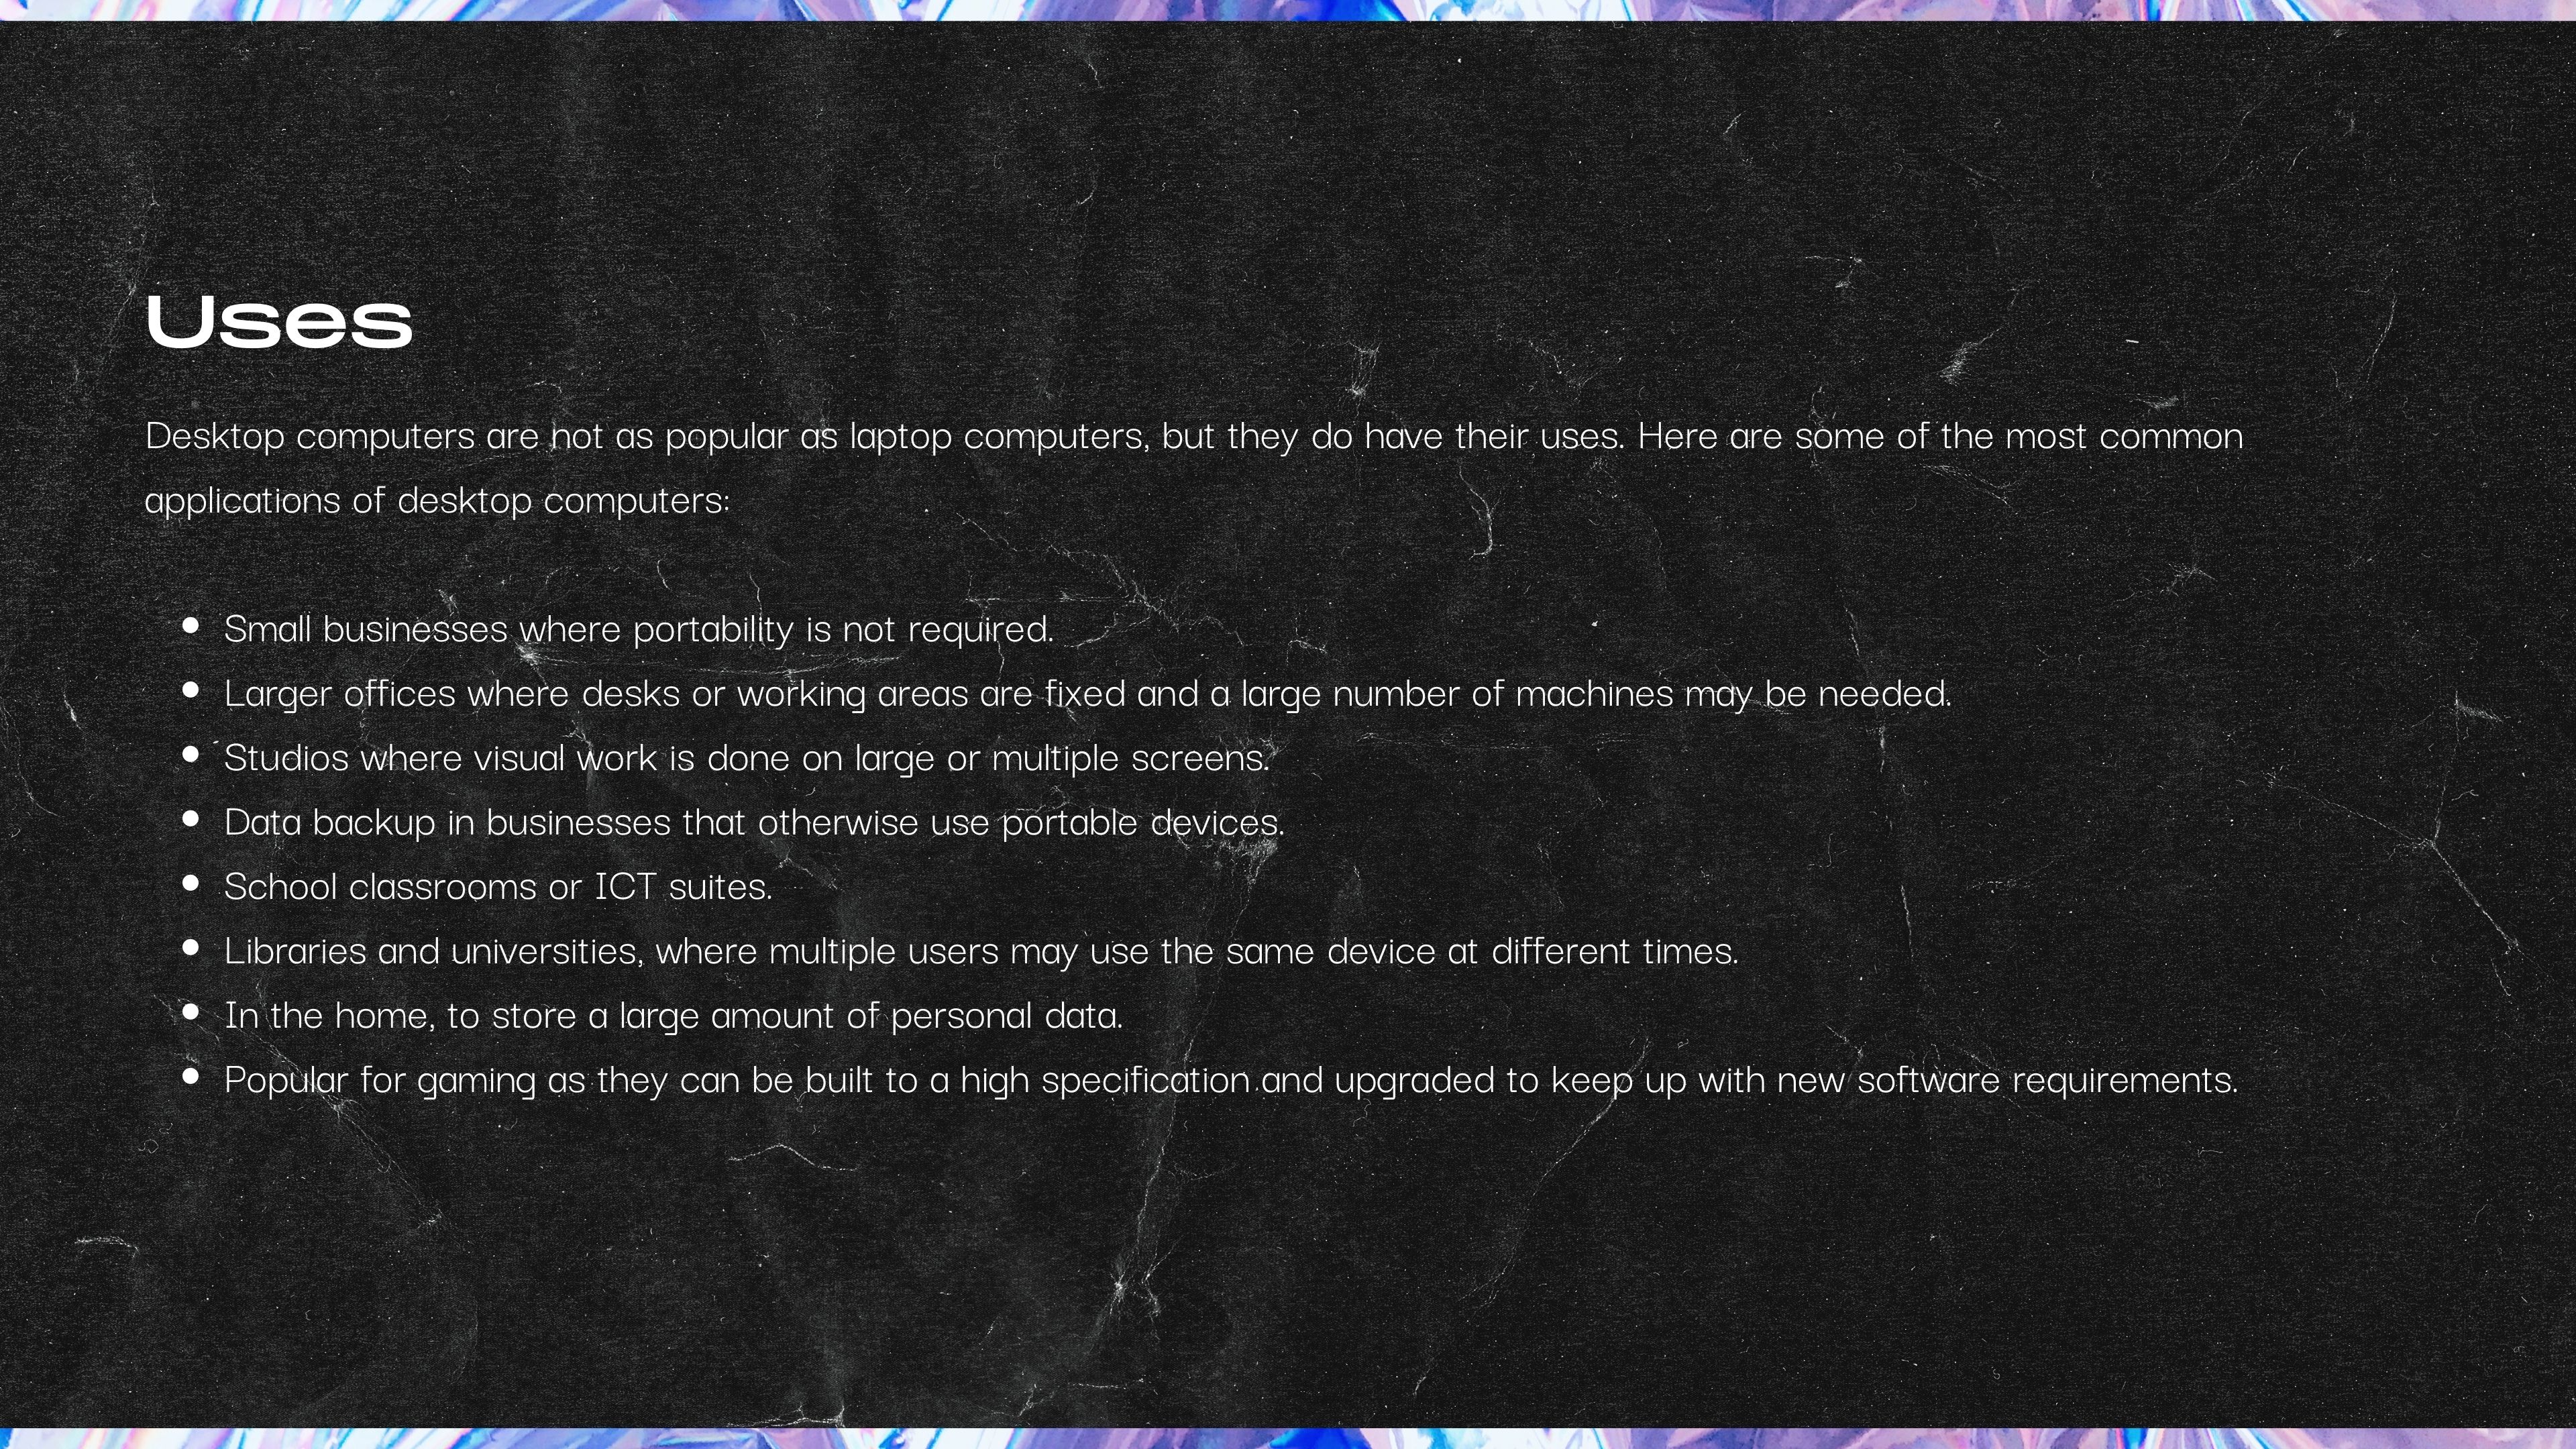 Uses
Desktop computers are not as popular as laptop computers, but they do have their uses. Here are some of the most common
applications of desktop computers:
• Small businesses where portability is not required.
• Larger offices where desks or working areas are fixed and a large number of machines may be needed.
• Studios where visual work is done on large or multiple screens.
• Data backup in businesses that otherwise use portable devices.
• School classrooms or ICT suites.
• Libraries and universities, where multiple users may use the same device at different times.
• In the home, to store a large amount of personal data.
• Popular for gaming as they can be built to a high specification and upgraded to keep up with new software requirements.